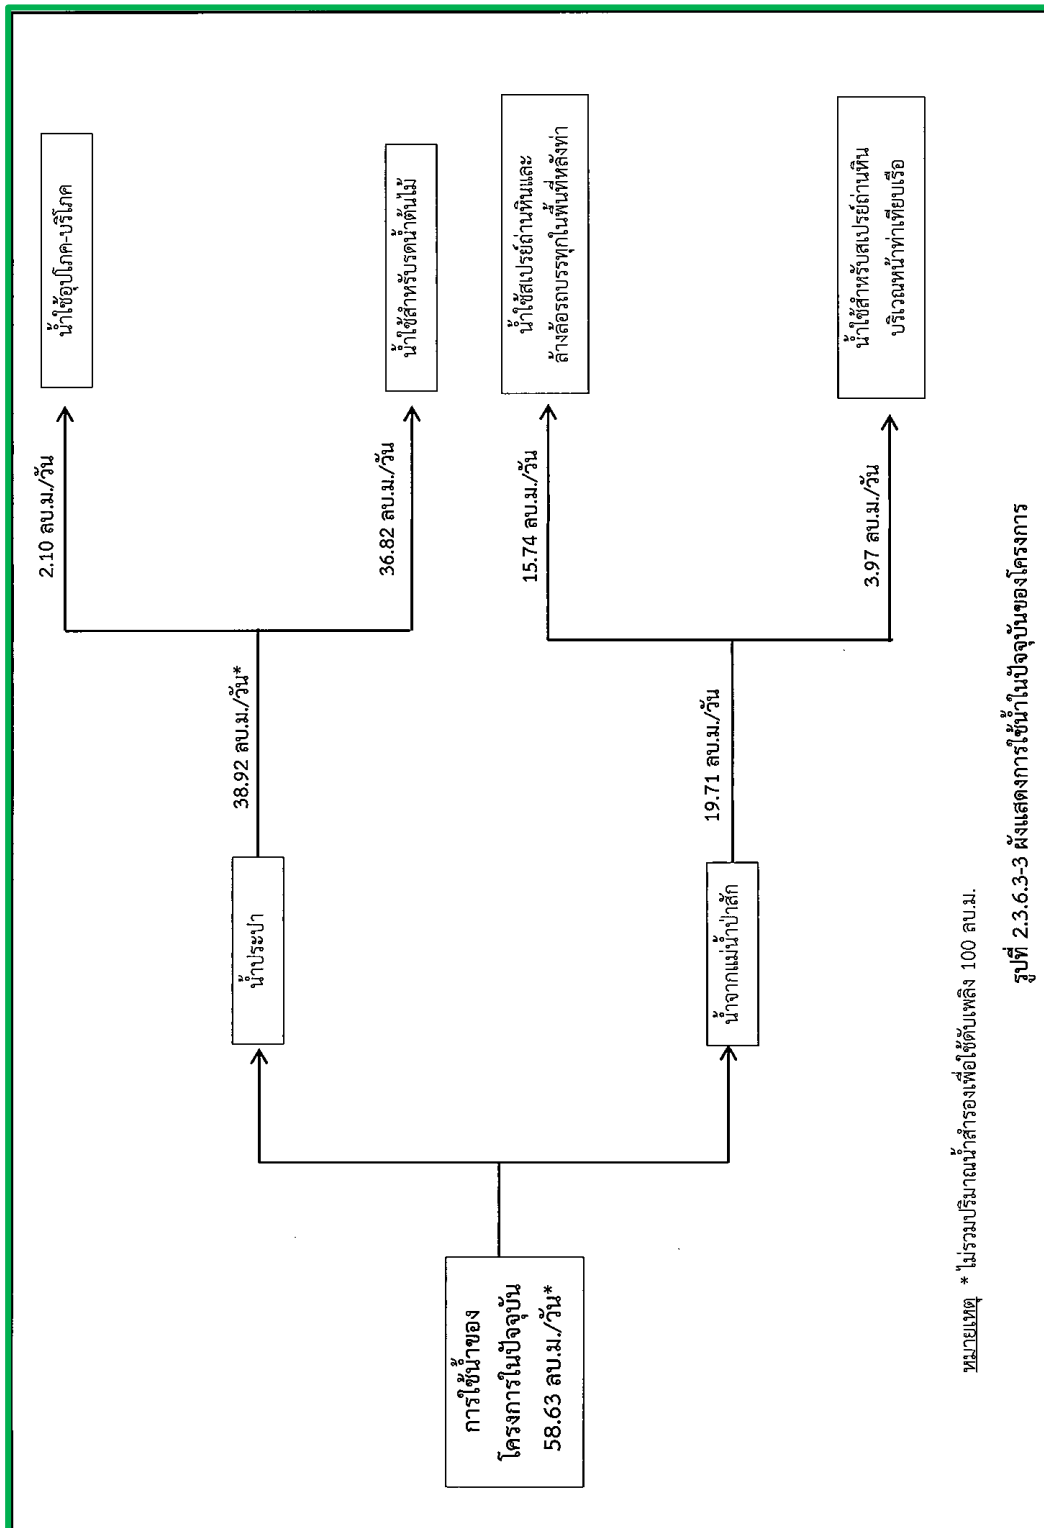 การใช้น้ำของ
โครงการในปัจจุบัน
58.63 ลบ.ม./วัน*
น้ำประปา
38.92 ลบ.ม./วัน*
2.10 ลบ.ม./วัน
น้ำใช้อุปโภค-บริโภค
36.82 ลบ.ม./วัน
น้ำใช้สำหรับรดน้ำต้นไม้
น้ำจากแม่น้ำป่าสัก
19.71 ลบ.ม./วัน
15.74 ลบ.ม./วัน
น้ำใช้สเปรย์ถ่านหินและ
ล้างล้อรถบรรทุกในพื้นที่หลังท่า
3.97 ลบ.ม./วัน
น้ำใช้สำหรับสเปรย์ถ่านหิน
บริเวณหน้าท่าเทียบเรือ
หมายเหตุ * ไม่รวมปริมาณน้ำสำรองเพื่อใช้ดับเพลิง 100 ลบ.ม.
รูปที่ 2.3.6.3-3 ผังแสดงการใช้น้ำในปัจจุบันของโครงการ